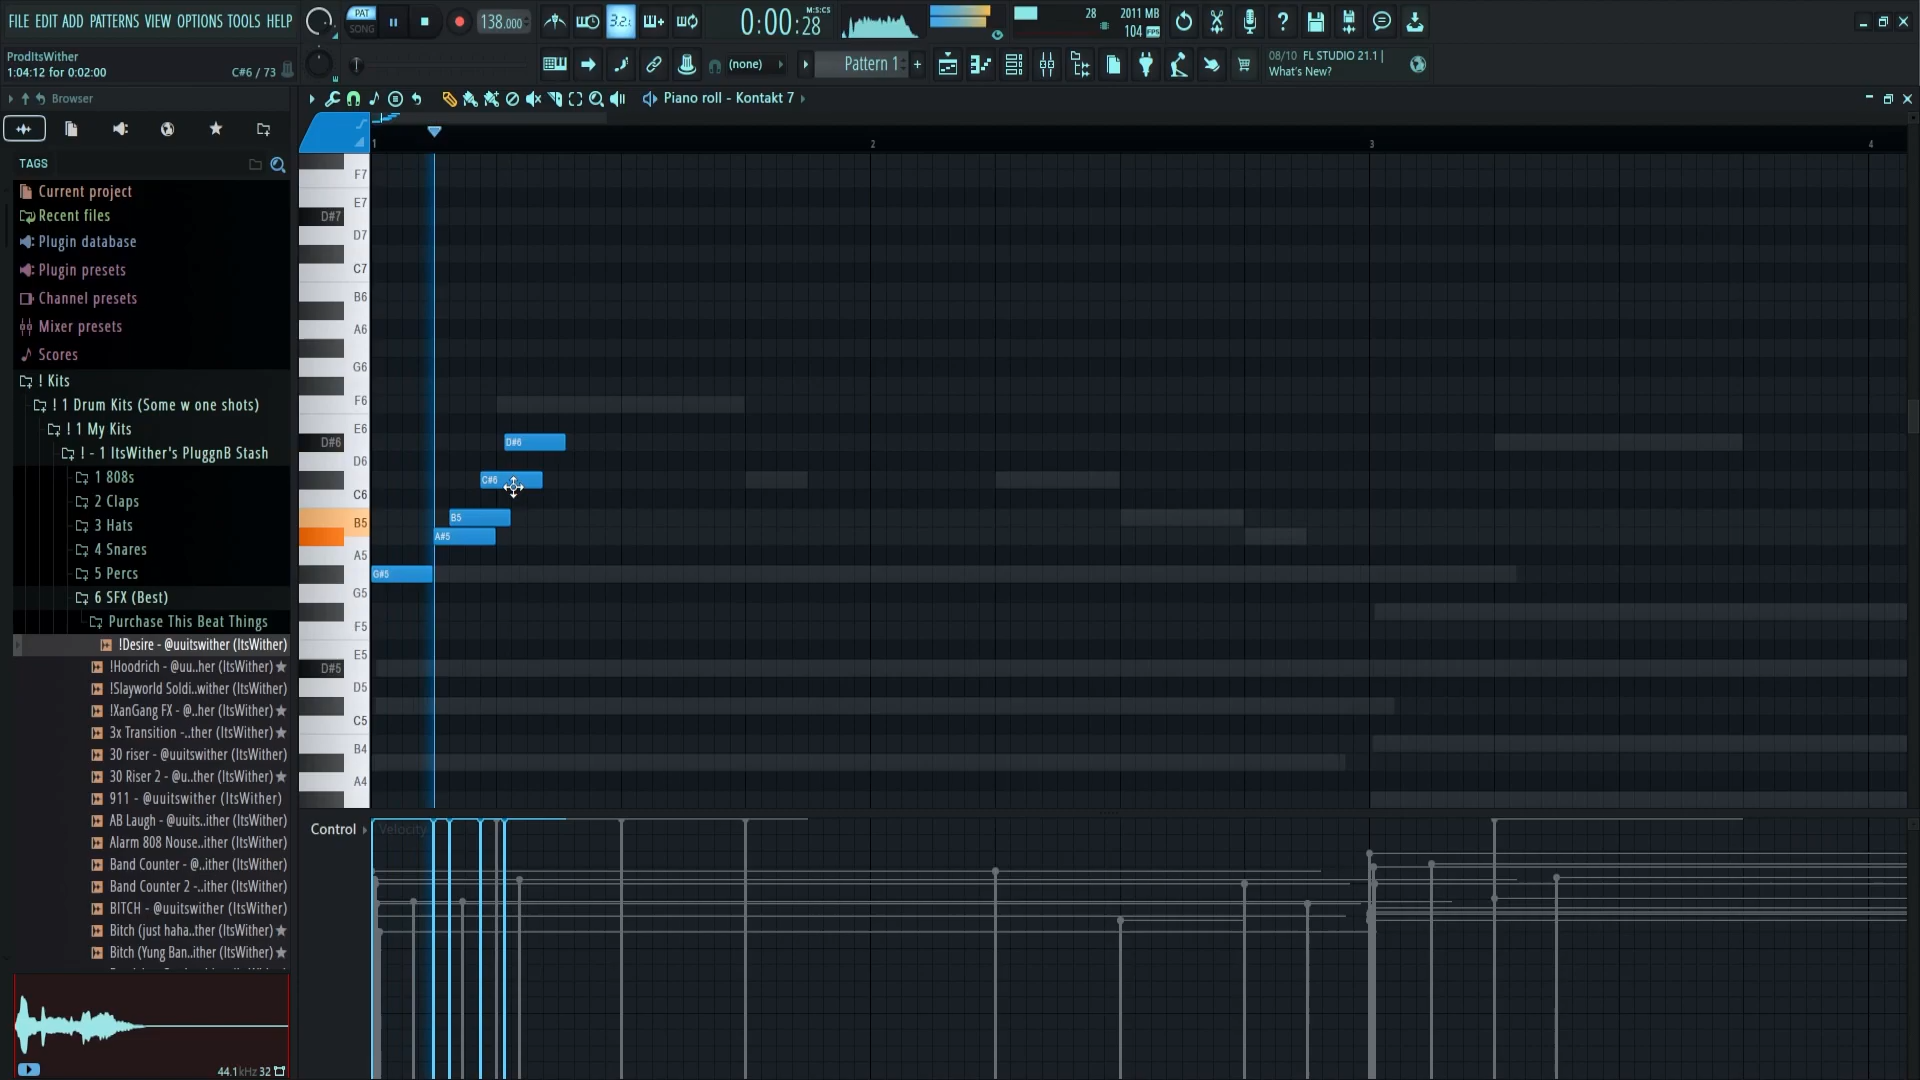 FILE EDIT ADD PATTERNS VIEW OPTIONS TOOLS HELP
PAT
SONG
138.000
3.2.
0:00:28
M:S:CS
28
2011 MB
104 FPS
ProdItsWither
1:04:12 for 0:02:00
C#6 / 73
(none)
Pattern 1
08/10 FL STUDIO 21.1 |
What's New?
Browser
Piano roll - Kontakt 7
TAGS
Current project
Recent files
Plugin database
Plugin presets
Channel presets
Mixer presets
Scores
! Kits
! 1 Drum Kits (Some w one shots)
! 1 My Kits
! - 1 ItsWither's PluggnB Stash
1 808s
2 Claps
3 Hats
4 Snares
5 Percs
6 SFX (Best)
Purchase This Beat Things
!Desire - @uuitswither (ItsWither)
!Hoodrich - @uu..her (ItsWither)
!Slayworld Soldi..wither (ItsWither)
!XanGang FX - @..her (ItsWither)
3x Transition -..ther (ItsWither)
30 riser - @uuitswither (ItsWither)
30 Riser 2 - @u..ther (ItsWither)
911 - @uuitswither (ItsWither)
AB Laugh - @uuits..ither (ItsWither)
Alarm 808 Nouse..ither (ItsWither)
Band Counter - @..ither (ItsWither)
Band Counter 2 -..ither (ItsWither)
BITCH - @uuitswither (ItsWither)
Bitch (just haha..ther (ItsWither)
Bitch (Yung Ban..ither (ItsWither)
44.1kHz 32
1
2
3
4
F7
E7
D#7
D7
C7
B6
A6
G6
F6
E6
D#6
D#6
D6
C#6
C6
B5
B5
A#5
A5
G#5
G5
F5
E5
D#5
D5
C5
B4
A4
Control
Velocity